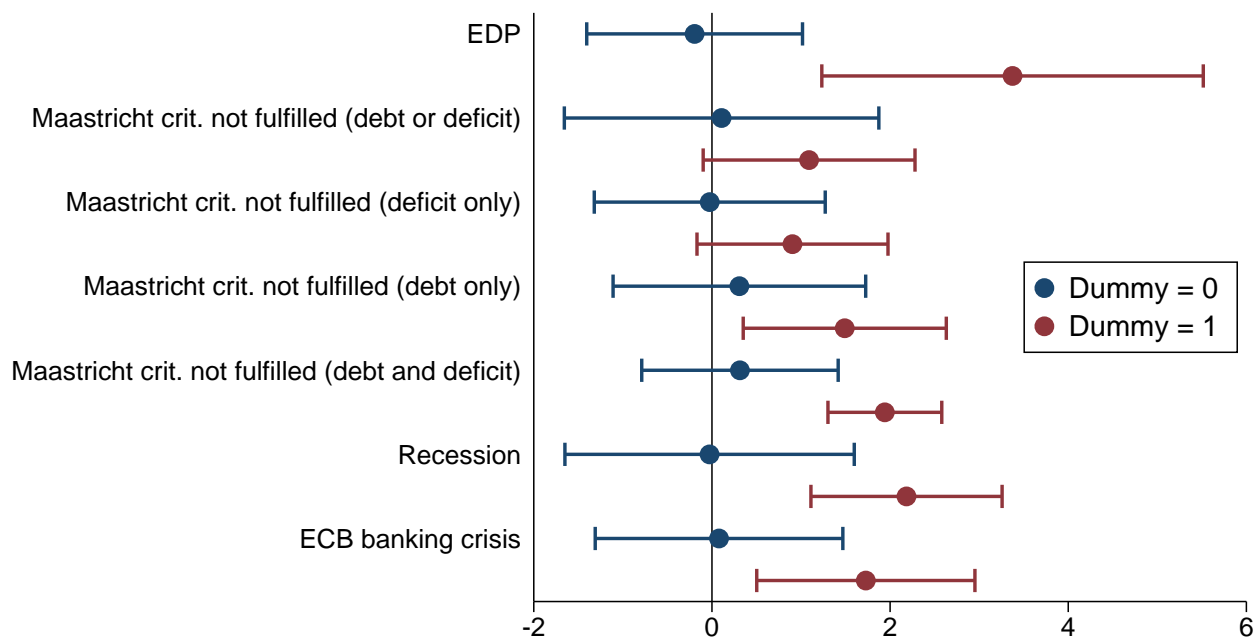 EDP
Maastricht crit. not fulfilled (debt or deficit)
Maastricht crit. not fulfilled (deficit only)
Maastricht crit. not fulfilled (debt only)
Maastricht crit. not fulfilled (debt and deficit)
Recession
ECB banking crisis
Dummy = 0
Dummy = 1
-2 0 2 4 6